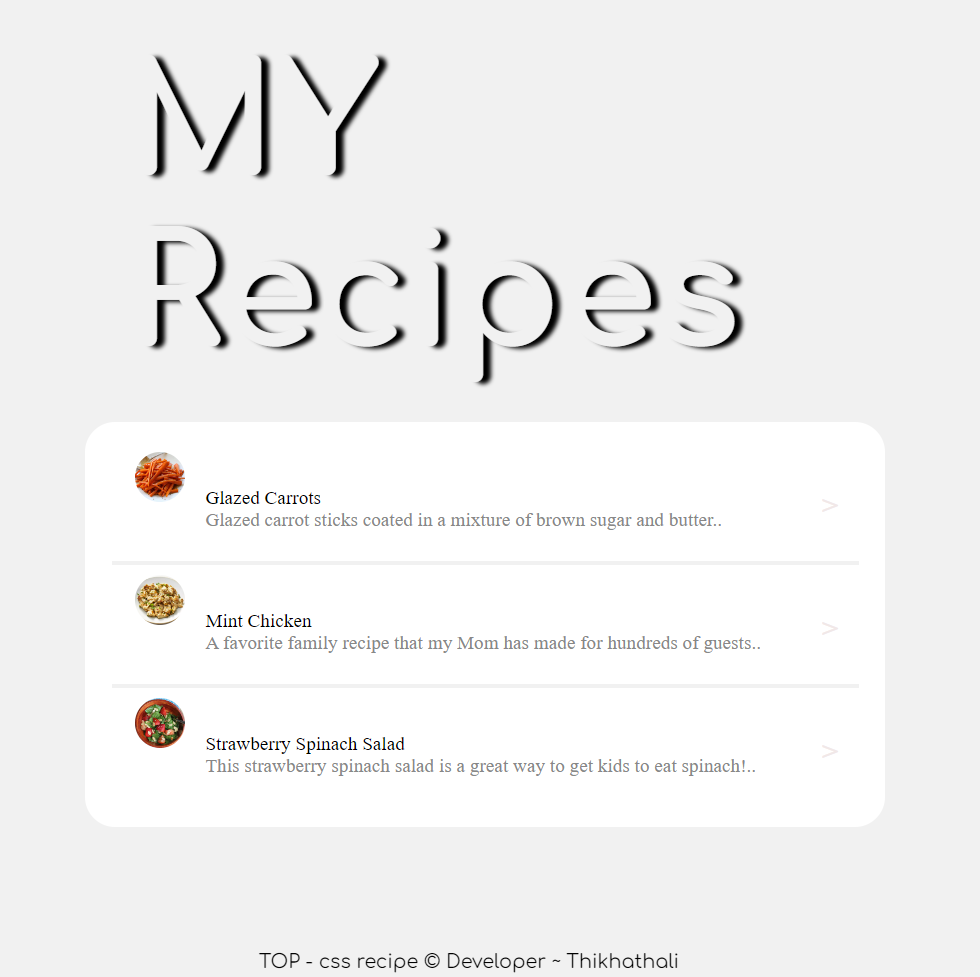 MY
Recipes
Glazed Carrots
Glazed carrot sticks coated in a mixture of brown sugar and butter..
>
Mint Chicken
A favorite family recipe that my Mom has made for hundreds of guests..
>
Strawberry Spinach Salad
This strawberry spinach salad is a great way to get kids to eat spinach!..
>
TOP - css recipe © Developer ~ Thikhathali